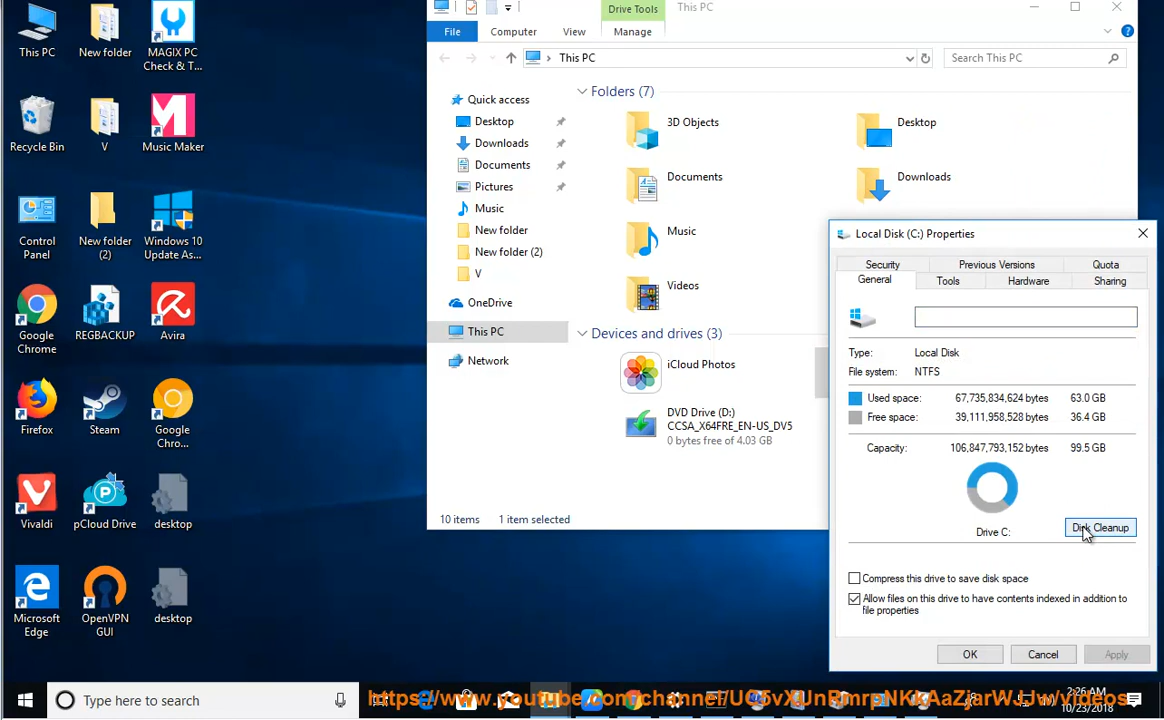 This PC
New folder
MAGIX PC
Check & T...
Recycle Bin
V
Music Maker
Control
Panel
New folder
(2)
Windows 10
Update As...
Google
Chrome
REGBACKUP
Avira
Firefox
Steam
Google
Chro...
Vivaldi
pCloud Drive
desktop
Microsoft
Edge
OpenVPN
GUI
desktop
Drive Tools
This PC
File
Computer
View
Manage
This PC
Search This PC
Quick access
Desktop
Downloads
Documents
Pictures
Music
New folder
New folder (2)
V
OneDrive
This PC
Network
Folders (7)
3D Objects
Desktop
Documents
Downloads
Music
Videos
Devices and drives (3)
iCloud Photos
DVD Drive (D:)
CCSA_X64FRE_EN-US_DV5
0 bytes free of 4.03 GB
10 items
1 item selected
Local Disk (C:) Properties
Security
Previous Versions
Quota
General
Tools
Hardware
Sharing
Type:
Local Disk
File system:
NTFS
Used space:
67,735,834,624 bytes
63.0 GB
Free space:
39,111,958,528 bytes
36.4 GB
Capacity:
106,847,793,152 bytes
99.5 GB
Drive C:
Disk Cleanup
Compress this drive to save disk space
Allow files on this drive to have contents indexed in addition to
file properties
OK
Cancel
Apply
Type here to search
2:26 AM
10/23/2018